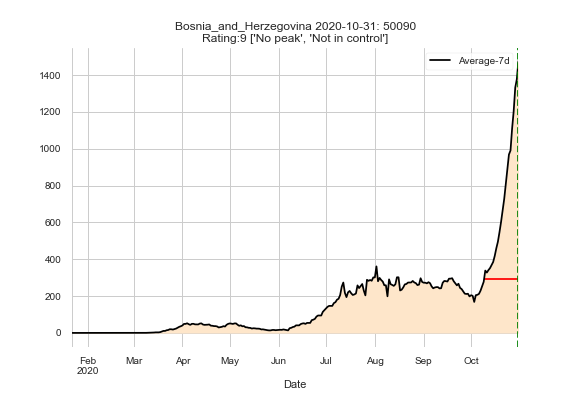 Bosnia_and_Herzegovina 2020-10-31: 50090
Rating:9 ['No peak', 'Not in control']
Average-7d
1400
1200
1000
800
600
400
200
0
Feb Mar Apr May Jun Jul Aug Sep Oct
2020
Date